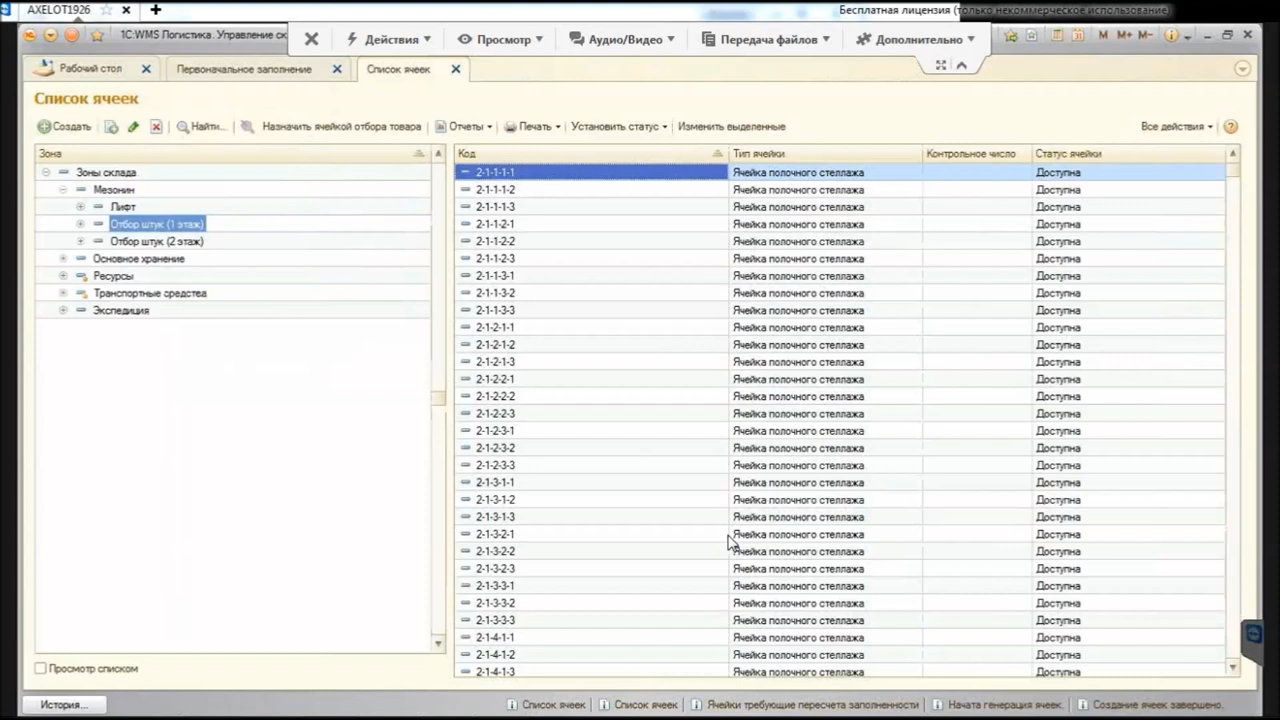 AXELOT1926
Бесплатная лицензия (только некоммерческое использование)
1С:WMS Логистика. Управление ск
Действия
Просмотр
Аудио/Видео
Передача файлов
Дополнительно
M M+ M-
Рабочий стол
Первоначальное заполнение
Список ячеек
Список ячеек
Создать
Найти...
Назначить ячейкой отбора товара
Отчеты
Печать
Установить статус
Изменить выделенные
Все действия
Зона
Код Тип ячейки Контрольное число Статус ячейки
Зоны склада
Мезонин
Лифт
Отбор штук (1 этаж)
Отбор штук (2 этаж)
Основное хранение
Ресурсы
Транспортные средства
Экспедиция
2-1-1-1-1 Ячейка полочного стеллажа Доступна
2-1-1-1-2 Ячейка полочного стеллажа Доступна
2-1-1-1-3 Ячейка полочного стеллажа Доступна
2-1-1-2-1 Ячейка полочного стеллажа Доступна
2-1-1-2-2 Ячейка полочного стеллажа Доступна
2-1-1-2-3 Ячейка полочного стеллажа Доступна
2-1-1-3-1 Ячейка полочного стеллажа Доступна
2-1-1-3-2 Ячейка полочного стеллажа Доступна
2-1-1-3-3 Ячейка полочного стеллажа Доступна
2-1-2-1-1 Ячейка полочного стеллажа Доступна
2-1-2-1-2 Ячейка полочного стеллажа Доступна
2-1-2-1-3 Ячейка полочного стеллажа Доступна
2-1-2-2-1 Ячейка полочного стеллажа Доступна
2-1-2-2-2 Ячейка полочного стеллажа Доступна
2-1-2-2-3 Ячейка полочного стеллажа Доступна
2-1-2-3-1 Ячейка полочного стеллажа Доступна
2-1-2-3-2 Ячейка полочного стеллажа Доступна
2-1-2-3-3 Ячейка полочного стеллажа Доступна
2-1-3-1-1 Ячейка полочного стеллажа Доступна
2-1-3-1-2 Ячейка полочного стеллажа Доступна
2-1-3-1-3 Ячейка полочного стеллажа Доступна
2-1-3-2-1 Ячейка полочного стеллажа Доступна
2-1-3-2-2 Ячейка полочного стеллажа Доступна
2-1-3-2-3 Ячейка полочного стеллажа Доступна
2-1-3-3-1 Ячейка полочного стеллажа Доступна
2-1-3-3-2 Ячейка полочного стеллажа Доступна
2-1-3-3-3 Ячейка полочного стеллажа Доступна
2-1-4-1-1 Ячейка полочного стеллажа Доступна
2-1-4-1-2 Ячейка полочного стеллажа Доступна
2-1-4-1-3 Ячейка полочного стеллажа Доступна
Просмотр списком
История...
Список ячеек
Список ячеек
Ячейки требующие пересчета заполненности
Начата генерация ячеек.
Создание ячеек завершено.